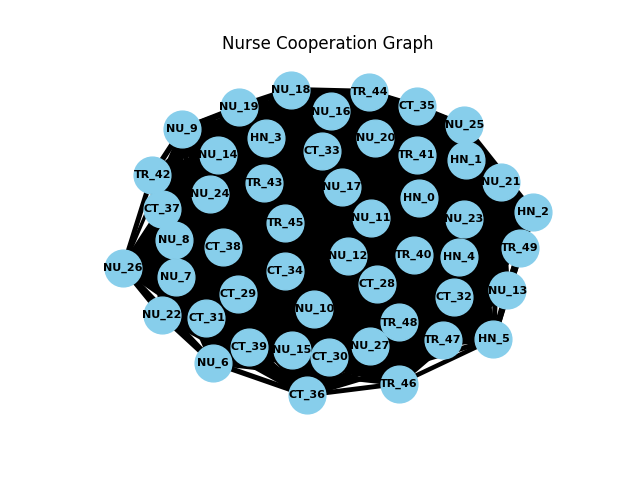 Nurse Cooperation Graph
NU_18
TR_44
NU_19
NU_16
CT_35
NU_25
NU_9
HN_3
NU_20
CT_33
NU_14
TR_41
HN_1
TR_42
TR_43
NU_17
NU_21
NU_24
HN_0
CT_37
HN_2
NU_11
NU_23
TR_45
NU_8
CT_38
TR_49
NU_12
TR_40
HN_4
NU_26
CT_34
NU_7
CT_28
NU_13
CT_29
CT_32
NU_10
NU_22
CT_31
TR_48
HN_5
TR_47
NU_27
CT_39
NU_15
CT_30
NU_6
TR_46
CT_36